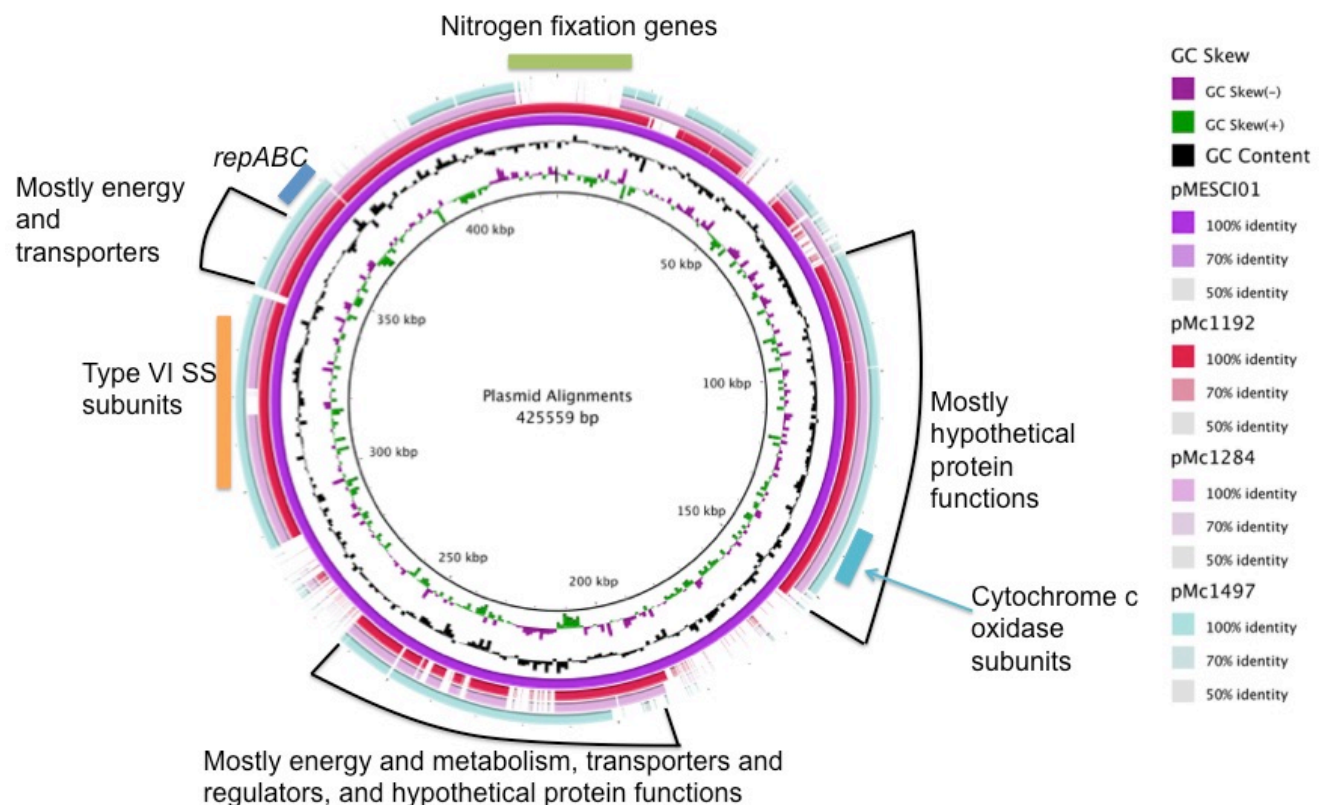 Nitrogen fixation genes
repABC
Mostly energy
and
transporters
Type VI SS
subunits
400 kbp
50 kbp
350 kbp
100 kbp
Plasmid Alignments
425559 bp
300 kbp
150 kbp
250 kbp
200 kbp
Mostly
hypothetical
protein
functions
Cytochrome c
oxidase
subunits
Mostly energy and metabolism, transporters and
regulators, and hypothetical protein functions
GC Skew
GC Skew(-)
GC Skew(+)
GC Content
pMESCI01
100% identity
70% identity
50% identity
pMc1192
100% identity
70% identity
50% identity
pMc1284
100% identity
70% identity
50% identity
pMc1497
100% identity
70% identity
50% identity